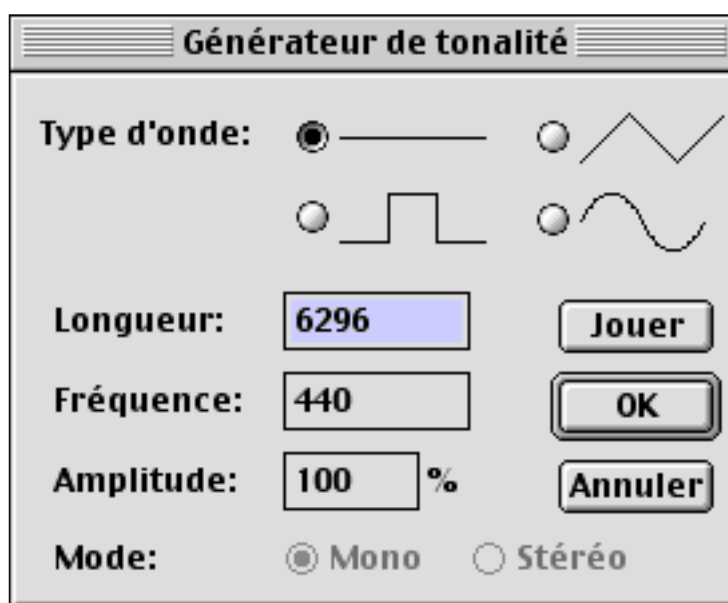 Générateur de tonalité
Type d'onde:
Longueur: 6296 Jouer
Fréquence: 440 OK
Amplitude: 100 % Annuler
Mode: Mono Stéréo